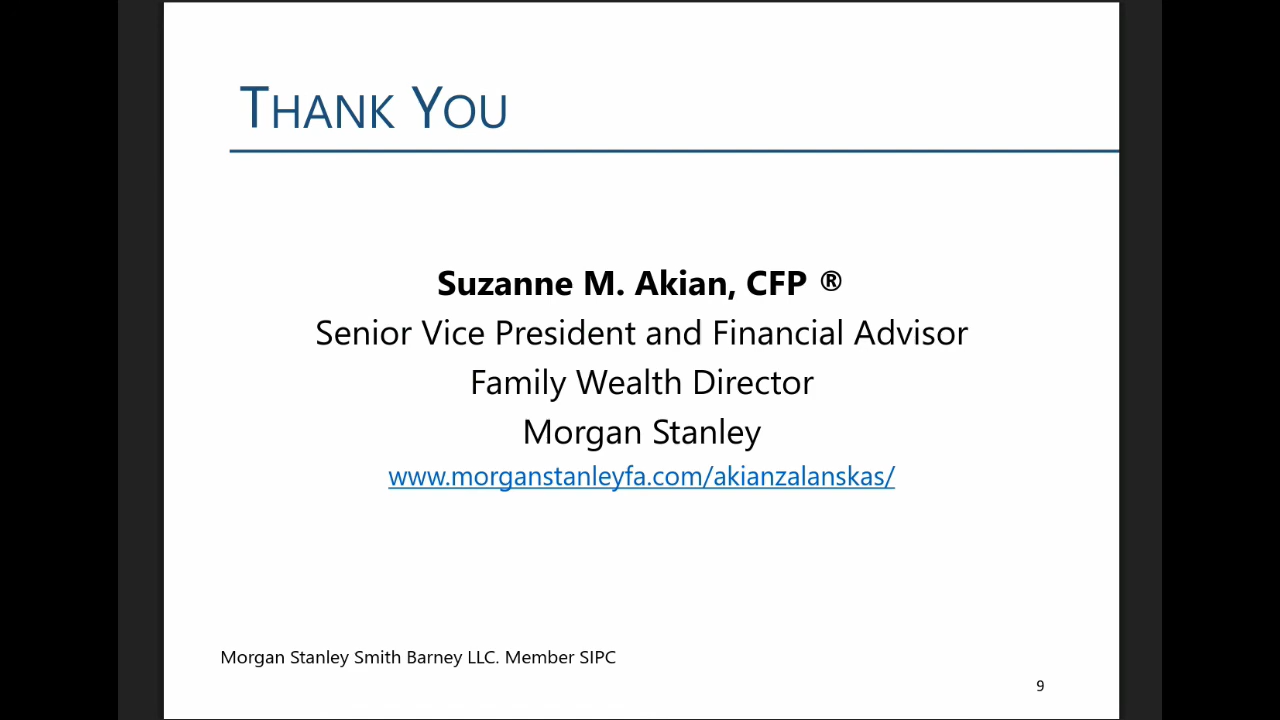 THANK YOU
Suzanne M. Akian, CFP ®
Senior Vice President and Financial Advisor
Family Wealth Director
Morgan Stanley
www.morganstanleyfa.com/akianzalanskas/
Morgan Stanley Smith Barney LLC. Member SIPC
9